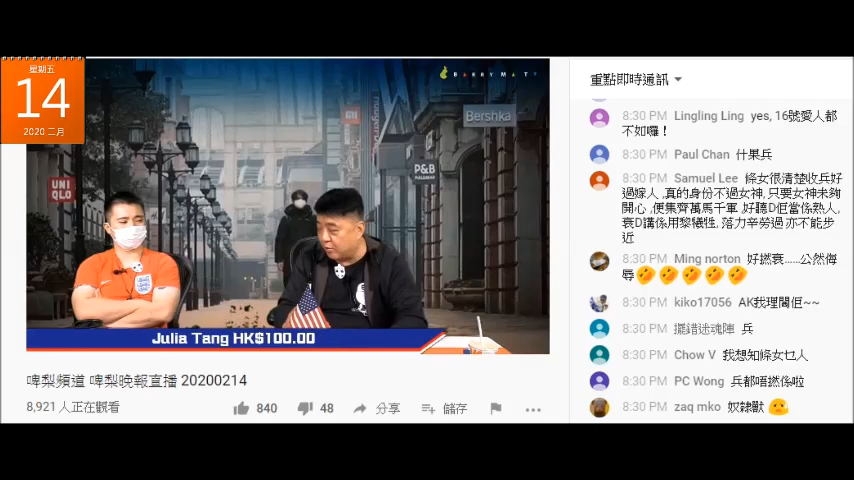 星期五
14
2020 二月
BARRYMATT
Bershka
mi
UNI
QLO
P&B
Julia Tang HK$100.00
啤梨頻道 啤梨晚報直播 20200214
8,921 人正在觀看
840
48
分享
儲存
重點即時通訊
8:30 PM Lingling Ling yes, 16號愛人都
不如囉！
8:30 PM Paul Chan 什果兵
8:30 PM Samuel Lee 條女很清楚收兵好
過嫁人 , 真的身份不過女神, 只要女神未夠
開心 ,便集齊萬馬千軍 ,好聽D佢當係熟人,
衰D講係用黎犧牲, 落力辛勞過 亦不能步
近
8:30 PM Ming norton 好撚衰......公然侮
辱
8:30 PM kiko17056 AK我理閣佢~~
8:30 PM 擺錯迷魂陣 兵
8:30 PM Chow V 我想知條女乜人
8:30 PM PC Wong 兵都唔撚係啦
8:30 PM zaq mko 奴隸獸